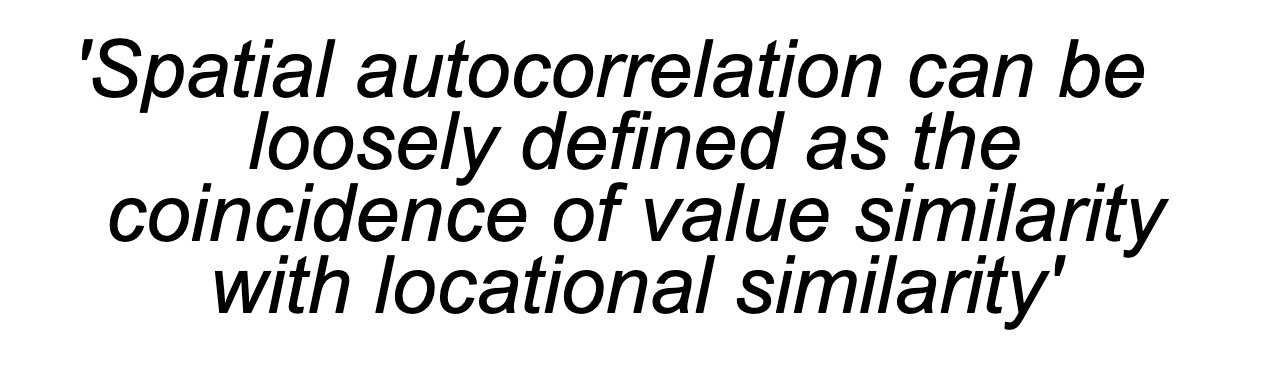 'Spatial autocorrelation can be
loosely defined as the
coincidence of value similarity
with locational similarity'